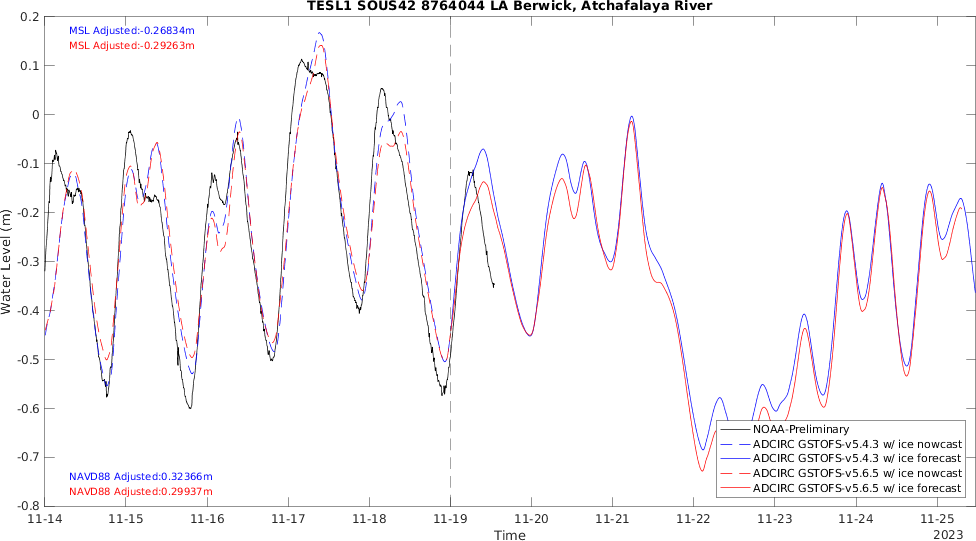 TESL1 SOUS42 8764044 LA Berwick, Atchafalaya River
0.2
MSL Adjusted:-0.26834m
MSL Adjusted:-0.29263m
0.1
0
-0.1
-0.2
-0.3
-0.4
-0.5
-0.6
-0.7
-0.8
Water Level (m)
NOAA-Preliminary
ADCIRC GSTOFS-v5.4.3 w/ ice nowcast
ADCIRC GSTOFS-v5.4.3 w/ ice forecast
ADCIRC GSTOFS-v5.6.5 w/ ice nowcast
ADCIRC GSTOFS-v5.6.5 w/ ice forecast
NAVD88 Adjusted:0.32366m
NAVD88 Adjusted:0.29937m
11-14 11-15 11-16 11-17 11-18 11-19 11-20 11-21 11-22 11-23 11-24 11-25
Time
2023